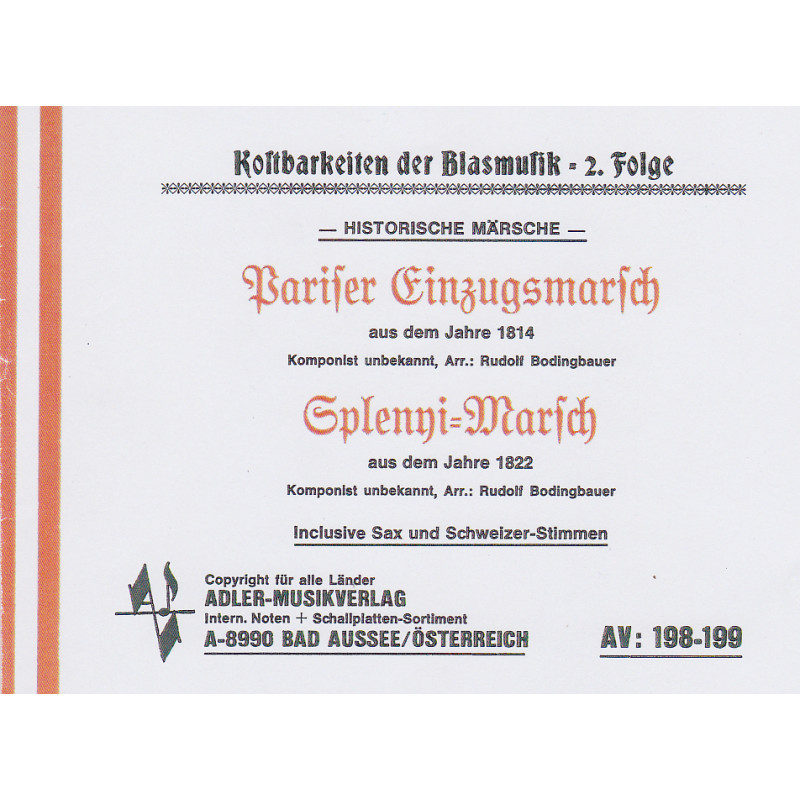 Koſtbarkeiten der Blasmuſik - 2. Folge
— HISTORISCHE MÄRSCHE —
Pariſer Einzugsmarſch
aus dem Jahre 1814
Komponist unbekannt, Arr.: Rudolf Bodingbauer
Splenyi-Marſch
aus dem Jahre 1822
Komponist unbekannt, Arr.: Rudolf Bodingbauer
Inclusive Sax und Schweizer-Stimmen
Copyright für alle Länder
ADLER-MUSIKVERLAG
Intern. Noten + Schallplatten-Sortiment
A-8990 BAD AUSSEE/ÖSTERREICH
AV: 198-199